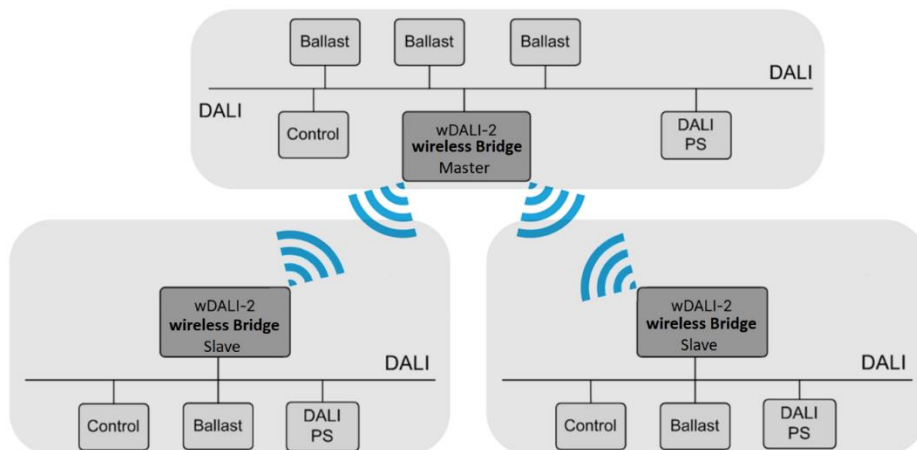 Ballast
Ballast
Ballast
DALI
DALI
Control
wDALI-2
wireless Bridge
Master
DALI
PS
wDALI-2
wireless Bridge
Slave
DALI
Control
Ballast
DALI
PS
wDALI-2
wireless Bridge
Slave
DALI
Control
Ballast
DALI
PS